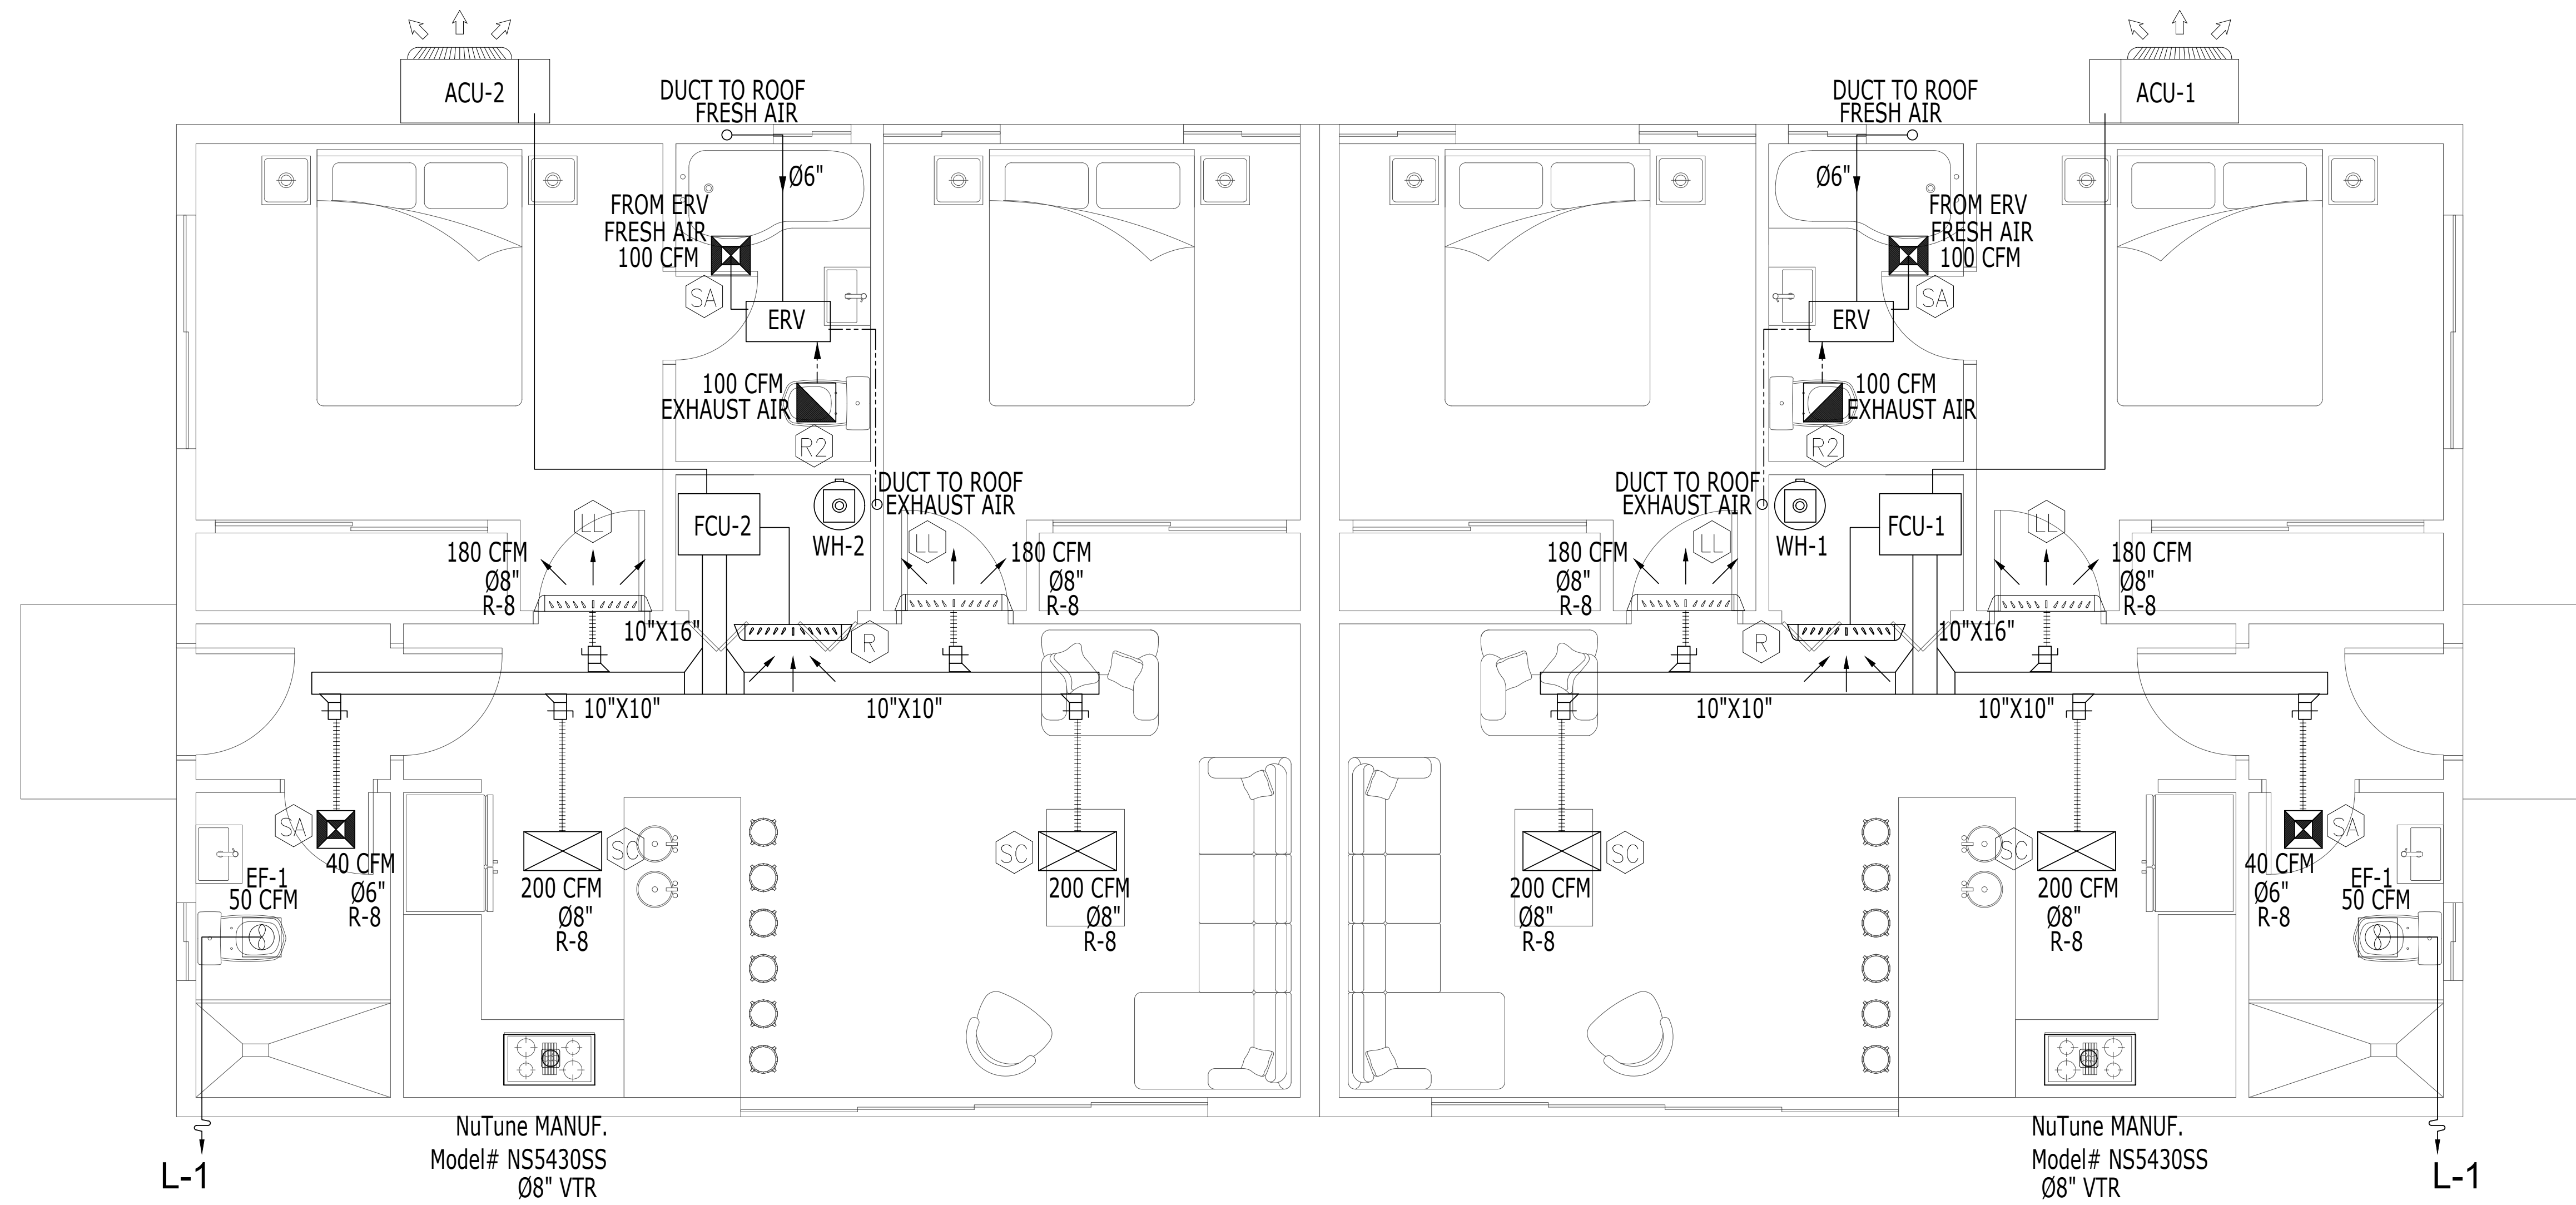 ACU-2
ACU-1
DUCT TO ROOF
FRESH AIR
DUCT TO ROOF
FRESH AIR
Ø6"
Ø6"
FROM ERV
FRESH AIR
100 CFM
FROM ERV
FRESH AIR
100 CFM
SA
SA
ERV
ERV
100 CFM
EXHAUST AIR
100 CFM
EXHAUST AIR
R2
R2
DUCT TO ROOF
EXHAUST AIR
DUCT TO ROOF
EXHAUST AIR
FCU-2
WH-2
WH-1
FCU-1
LL
LL
LL
LL
180 CFM
Ø8"
R-8
180 CFM
Ø8"
R-8
180 CFM
Ø8"
R-8
180 CFM
Ø8"
R-8
10"X16"
R
R
10"X16"
10"X10"
10"X10"
10"X10"
10"X10"
SA
40 CFM
Ø6"
R-8
EF-1
50 CFM
SC
200 CFM
Ø8"
R-8
SC
200 CFM
Ø8"
R-8
SC
200 CFM
Ø8"
R-8
SC
200 CFM
Ø8"
R-8
SA
40 CFM
Ø6"
R-8
EF-1
50 CFM
NuTune MANUF.
Model# NS5430SS
Ø8" VTR
NuTune MANUF.
Model# NS5430SS
Ø8" VTR
L-1
L-1